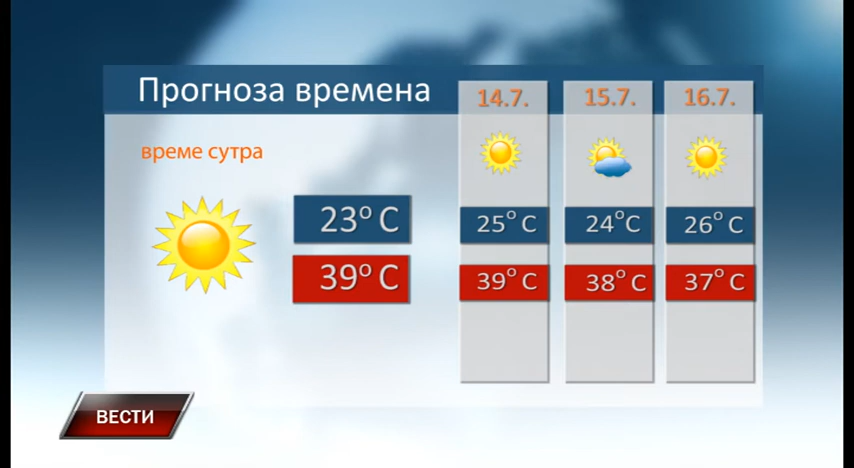 Прогноза времена
време сутра
23° C
39° C
14.7.
25° C
39° C
15.7.
24°C
38° C
16.7.
26° C
37° C
ВЕСТИ